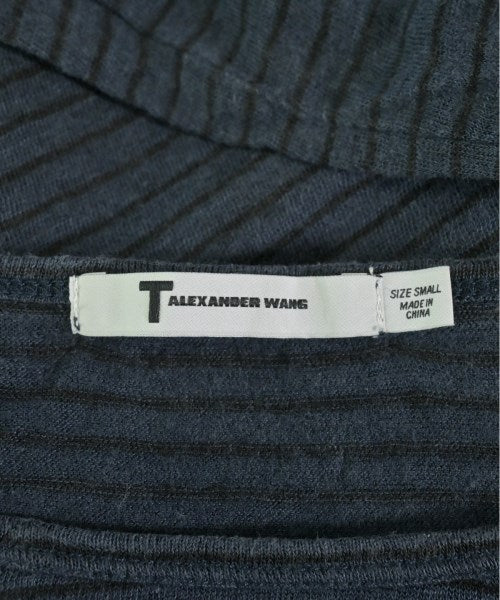 T ALEXANDER WANG
SIZE SMALL
MADE IN
CHINA